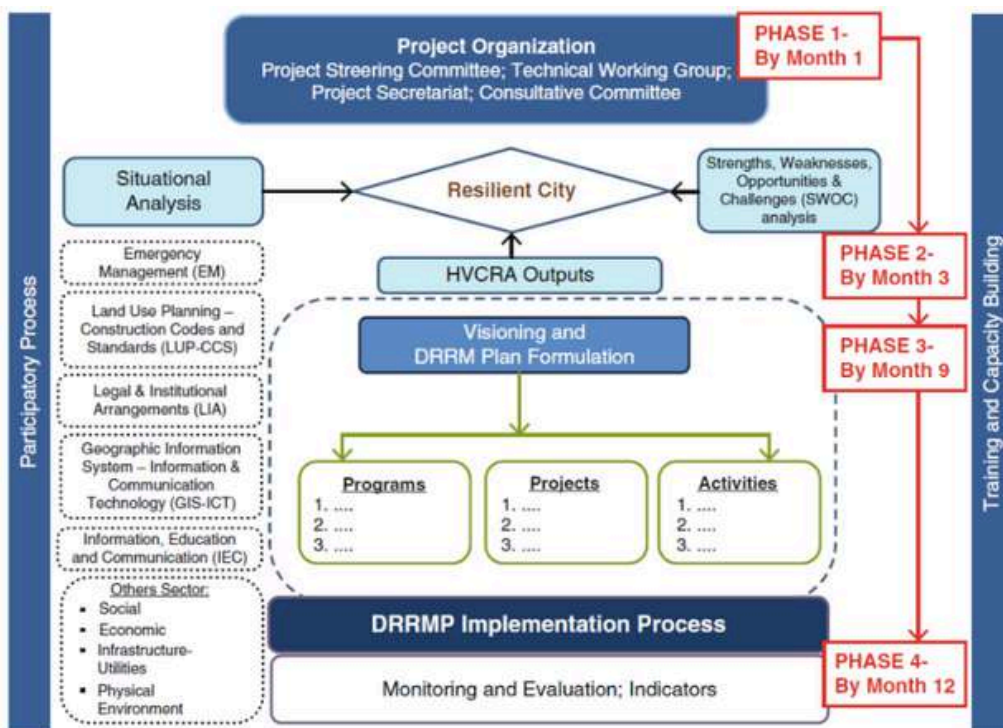 Participatory Process
Project Organization
Project Streering Committee; Technical Working Group;
Project Secretariat; Consultative Committee
PHASE 1-
By Month 1
Situational
Analysis
Resilient City
Strengths, Weaknesses,
Opportunities &
Challenges (SWOC)
analysis
Emergency
Management (EM)
HVCRA Outputs
PHASE 2-
By Month 3
Land Use Planning –
Construction Codes and
Standards (LUP-CCS)
Visioning and
DRRM Plan Formulation
PHASE 3-
By Month 9
Legal & Institutional
Arrangements (LIA)
Geographic Information
System – Information &
Communication
Technology (GIS-ICT)
Programs
1. ....
2. ....
3. ....
Projects
1. ....
2. ....
3. ....
Activities
1. ....
2. ....
3. ....
Information, Education
and Communication (IEC)
Others Sector:
▪ Social
▪ Economic
▪ Infrastructure-
Utilities
▪ Physical
Environment
DRRMP Implementation Process
Monitoring and Evaluation; Indicators
PHASE 4-
By Month 12
Training and Capacity Building